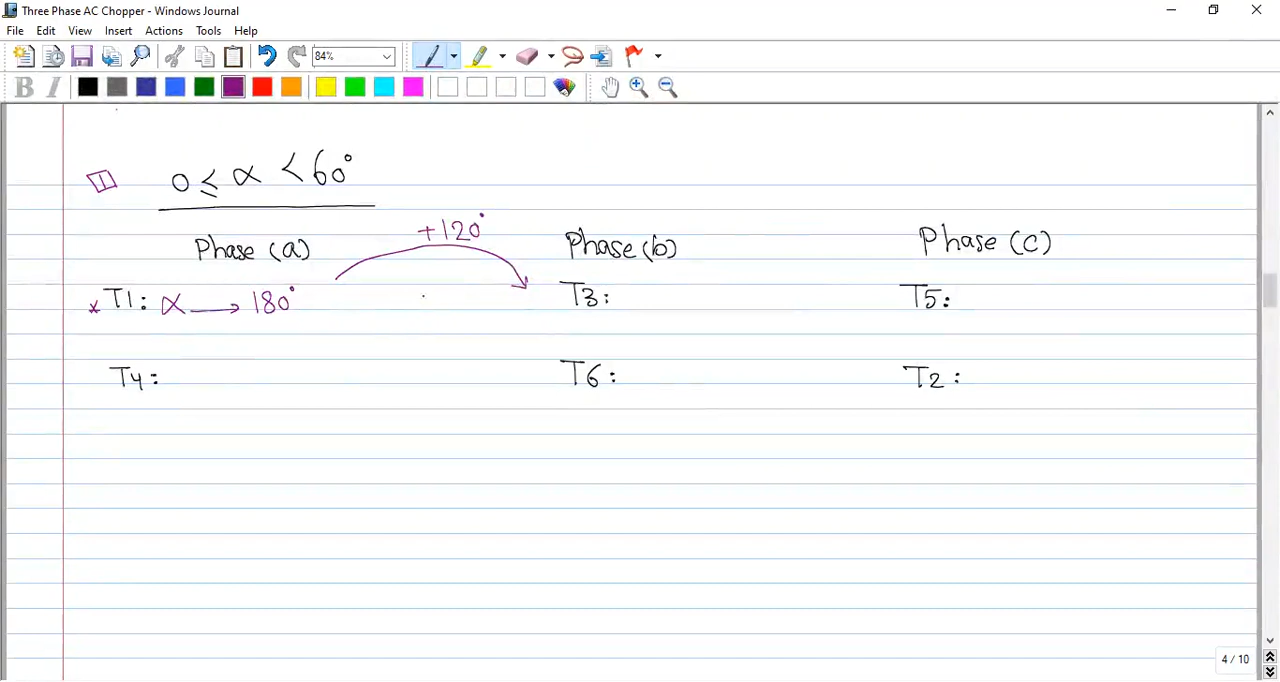 Three Phase AC Chopper - Windows Journal
File Edit View Insert Actions Tools Help
84%
B I
I 0 ≤ α < 60°
+120°
Phase (a) Phase (b) Phase (c)
* T1: α → 180° T3: T5:
T4: T6: T2:
4 / 10